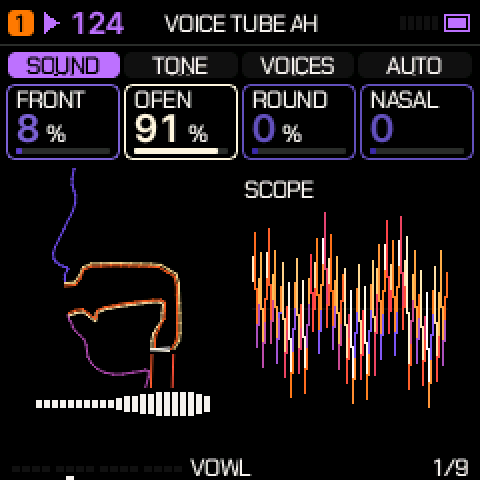 1 124 VOICE TUBE AH
SOUND TONE VOICES AUTO
FRONT OPEN ROUND NASAL
8 % 91 % 0 % 0
SCOPE
VOWL 1/9